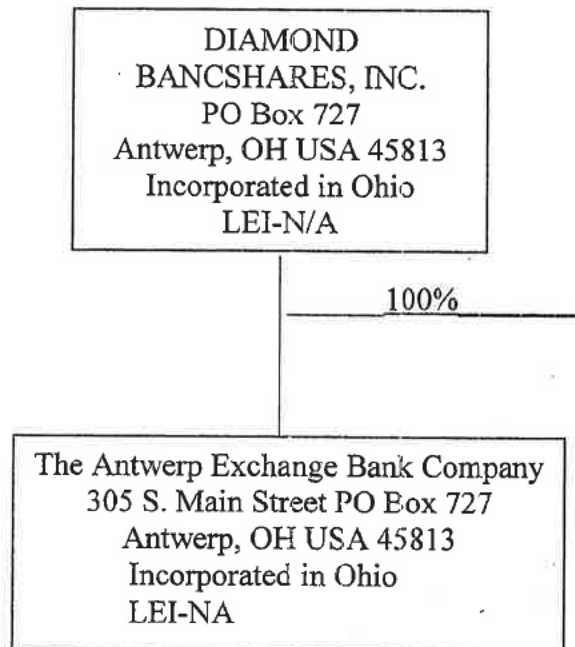 DIAMOND
BANCSHARES, INC.
PO Box 727
Antwerp, OH USA 45813
Incorporated in Ohio
LEI-N/A
100%
The Antwerp Exchange Bank Company
305 S. Main Street PO Box 727
Antwerp, OH USA 45813
Incorporated in Ohio
LEI-NA